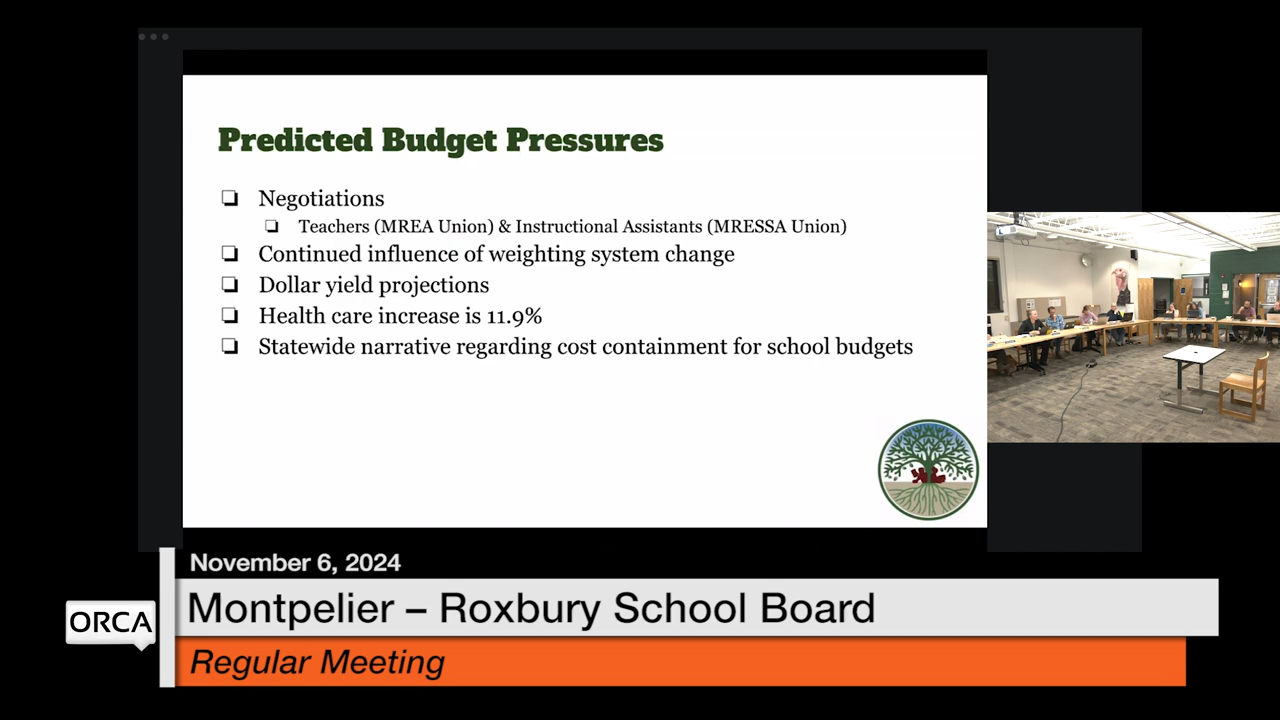 Predicted Budget Pressures
Negotiations
Teachers (MREA Union) & Instructional Assistants (MRESSA Union)
Continued influence of weighting system change
Dollar yield projections
Health care increase is 11.9%
Statewide narrative regarding cost containment for school budgets
November 6, 2024
Montpelier – Roxbury School Board
ORCA
Regular Meeting